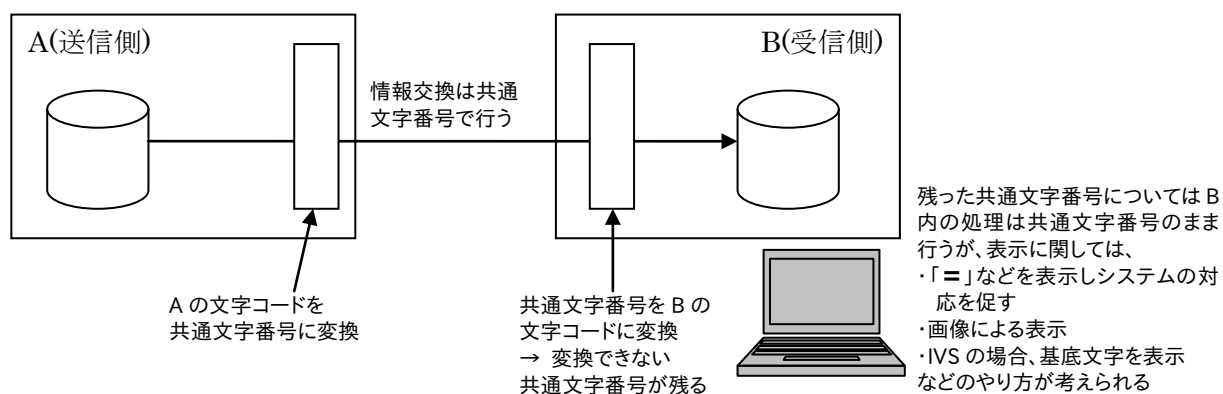 A(送信側)
B(受信側)
情報交換は共通
文字番号で行う
A の文字コードを
共通文字番号に変換
共通文字番号を B の
文字コードに変換
→ 変換できない
共通文字番号が残る
残った共通文字番号については B
内の処理は共通文字番号のまま
行うが、表示に関しては、
・「〓」などを表示しシステムの対
応を促す
・画像による表示
・IVS の場合、基底文字を表示
などのやり方が考えられる